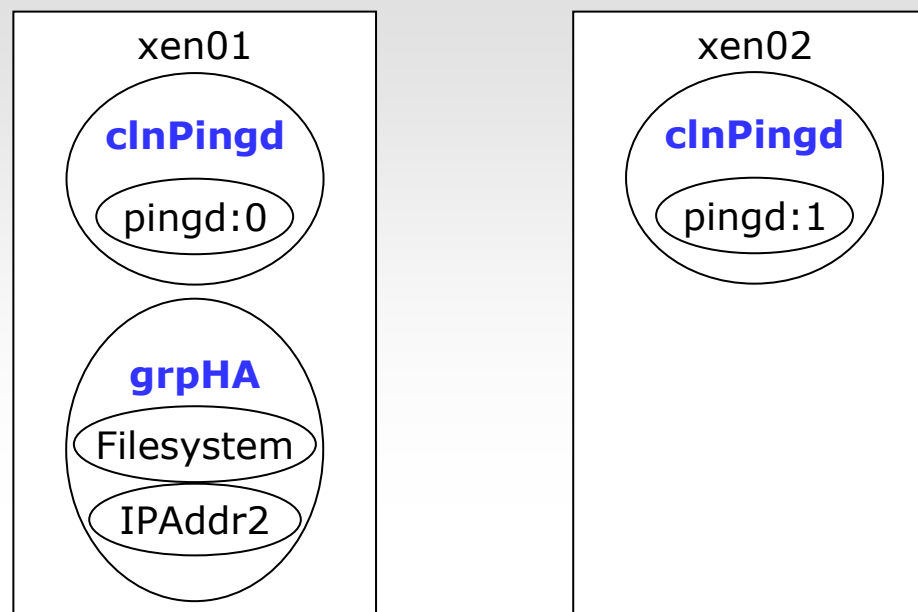 xen01
clnPingd
pingd:0
grpHA
Filesystem
IPAddr2
xen02
clnPingd
pingd:1